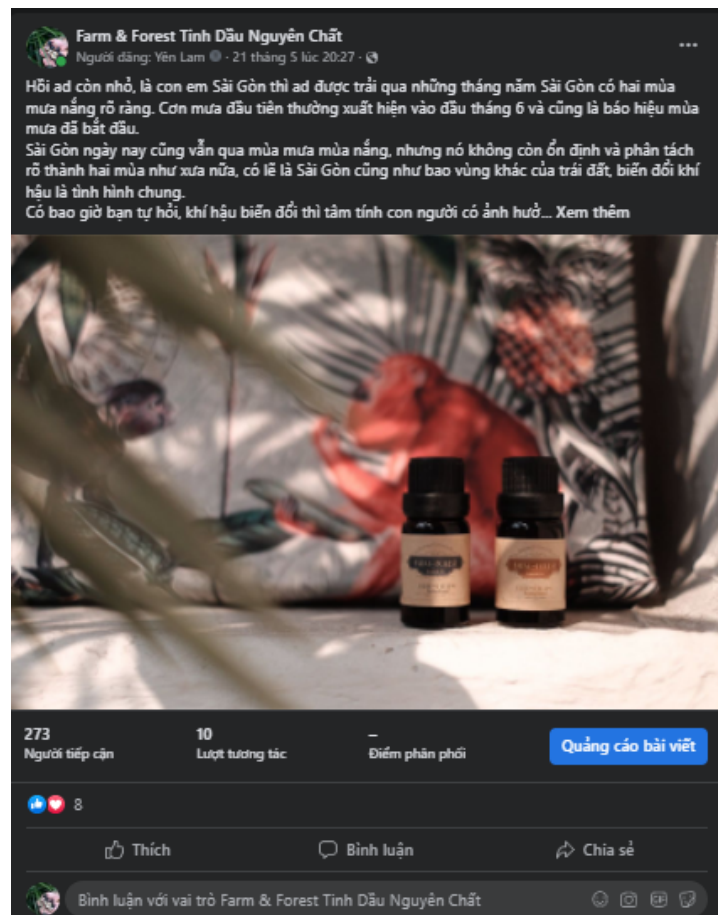 Farm & Forest Tinh Dầu Nguyên Chất
Người đăng: Yên Lam · 21 tháng 5 lúc 20:27 ·
Hồi ad còn nhỏ, là con em Sài Gòn thì ad được trải qua những tháng năm Sài Gòn có hai mùa
mưa nắng rõ ràng. Cơn mưa đầu tiên thường xuất hiện vào đầu tháng 6 và cũng là báo hiệu mùa
mưa đã bắt đầu.
Sài Gòn ngày nay cũng vẫn qua mùa mưa mùa nắng, nhưng nó không còn ổn định và phân tách
rõ thành hai mùa như xưa nữa, có lẽ là Sài Gòn cũng như bao vùng khác của trái đất, biến đổi khí
hậu là tình hình chung.
Có bao giờ bạn tự hỏi, khí hậu biến đổi thì tâm tính con người có ảnh hưở... Xem thêm
273
Người tiếp cận
10
Lượt tương tác
–
Điểm phân phối
Quảng cáo bài viết
8
Thích
Bình luận
Chia sẻ
Bình luận với vai trò Farm & Forest Tinh Dầu Nguyên Chất